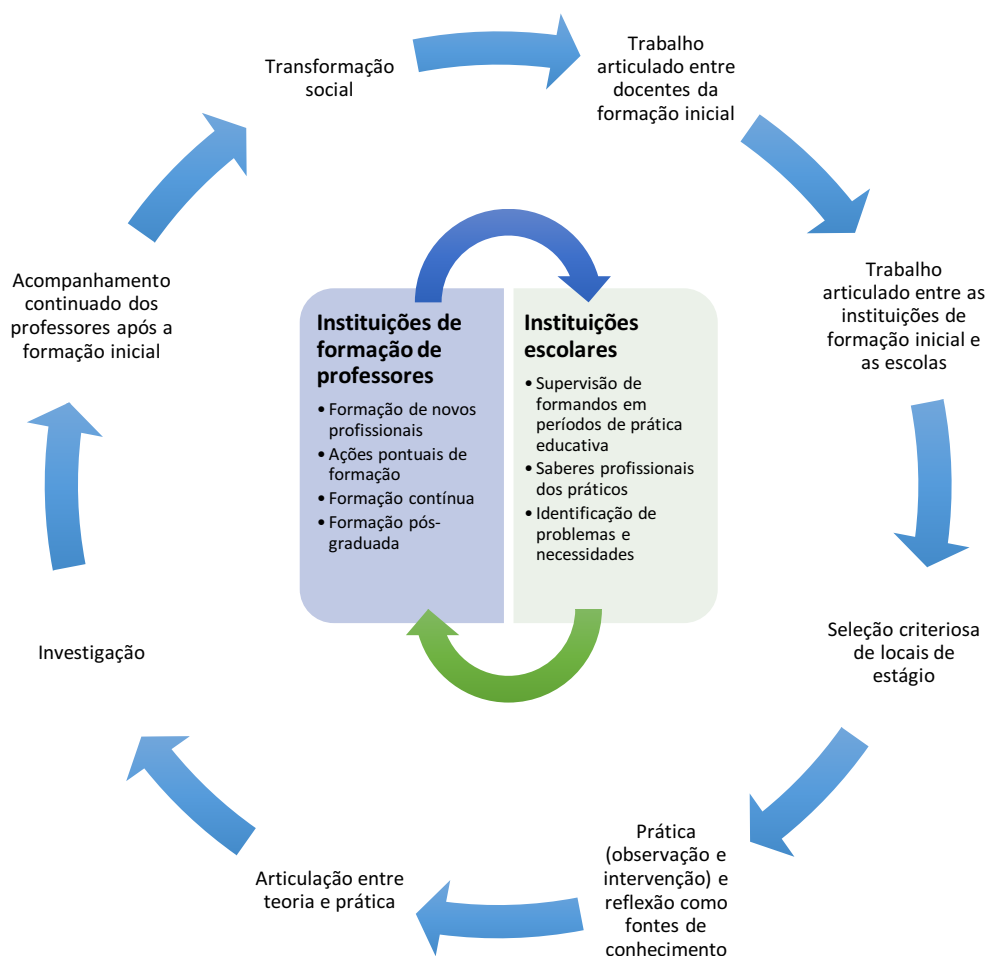 Transformação
social
Trabalho
articulado entre
docentes da
formação inicial
Trabalho
articulado entre as
instituições de
formação inicial e
as escolas
Seleção criteriosa
de locais de
estágio
Prática
(observação e
intervenção) e
reflexão como
fontes de
conhecimento
Articulação entre
teoria e prática
Investigação
Acompanhamento
continuado dos
professores após a
formação inicial
Instituições de
formação de
professores
• Formação de novos
profissionais
• Ações pontuais de
formação
• Formação contínua
• Formação pós-
graduada
Instituições
escolares
• Supervisão de
formandos em
períodos de prática
educativa
• Saberes profissionais
dos práticos
• Identificação de
problemas e
necessidades